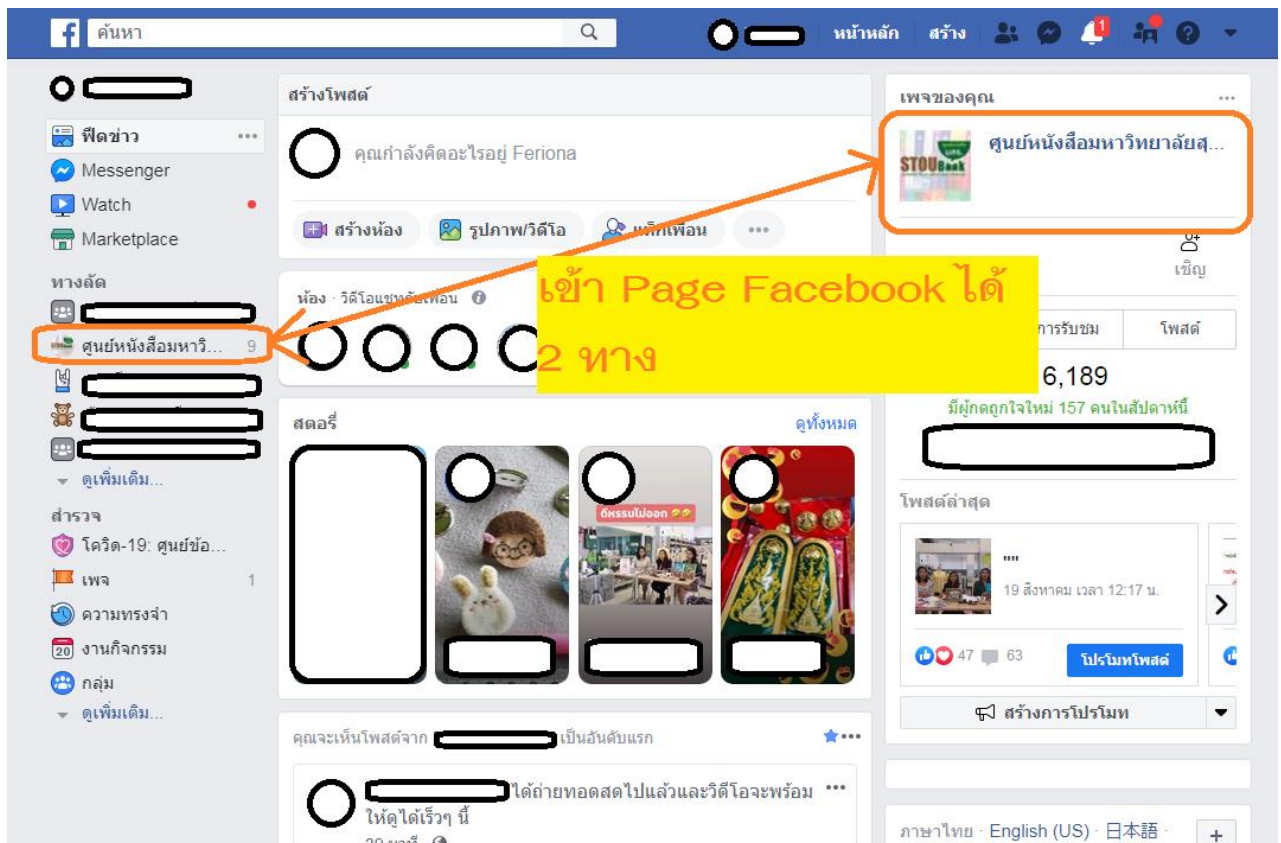 ค้นหา
หน้าหลัก
สร้าง
1
ฟีดข่าว
Messenger
Watch
Marketplace
ทางลัด
ศูนย์หนังสือมหาวิ... 9
ดูเพิ่มเติม...
สำรวจ
โควิด-19: ศูนย์ข้อ...
เพจ 1
ความทรงจำ
20 งานกิจกรรม
กลุ่ม
ดูเพิ่มเติม...
สร้างโพสต์
คุณกำลังคิดอะไรอยู่ Feriona
สร้างห้อง
รูปภาพ/วิดีโอ
แท็กเพื่อน
ห้อง · วิดีโอแชทกับเพื่อน
เข้า Page Facebook ได้
2 ทาง
สตอรี่
ดูทั้งหมด
ดีหรรมไม่ออก
คุณจะเห็นโพสต์จาก
เป็นอันดับแรก
ได้ถ่ายทอดสดไปแล้วและวิดีโอจะพร้อม
ให้ดูได้เร็วๆ นี้
เพจของคุณ
STOUBook
ศูนย์หนังสือมหาวิทยาลัยสุ...
เชิญ
การรับชม
โพสต์
6,189
มีผู้กดถูกใจใหม่ 157 คนในสัปดาห์นี้
โพสต์ล่าสุด
""
19 สิงหาคม เวลา 12:17 น.
47
63
โปรโมทโพสต์
สร้างการโปรโมท
ภาษาไทย · English (US) · 日本語 ·